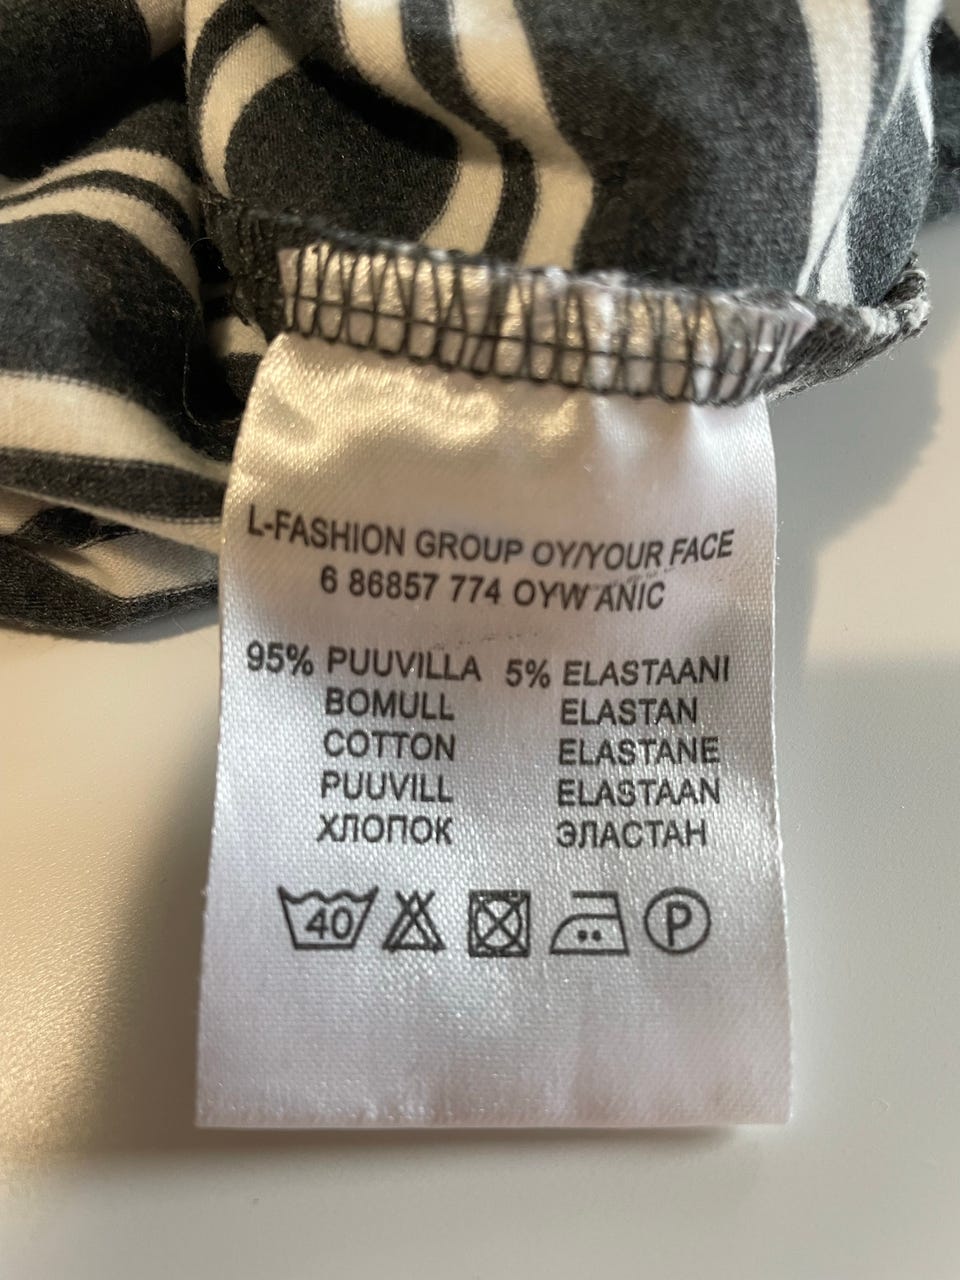 L-FASHION GROUP OY/YOUR FACE
6 86857 774 OYW ANIC
95% PUUVILLA 5% ELASTAANI
BOMULL ELASTAN
COTTON ELASTANE
PUUVILL ELASTAAN
ХЛОПОК ЭЛАСТАН
40 P